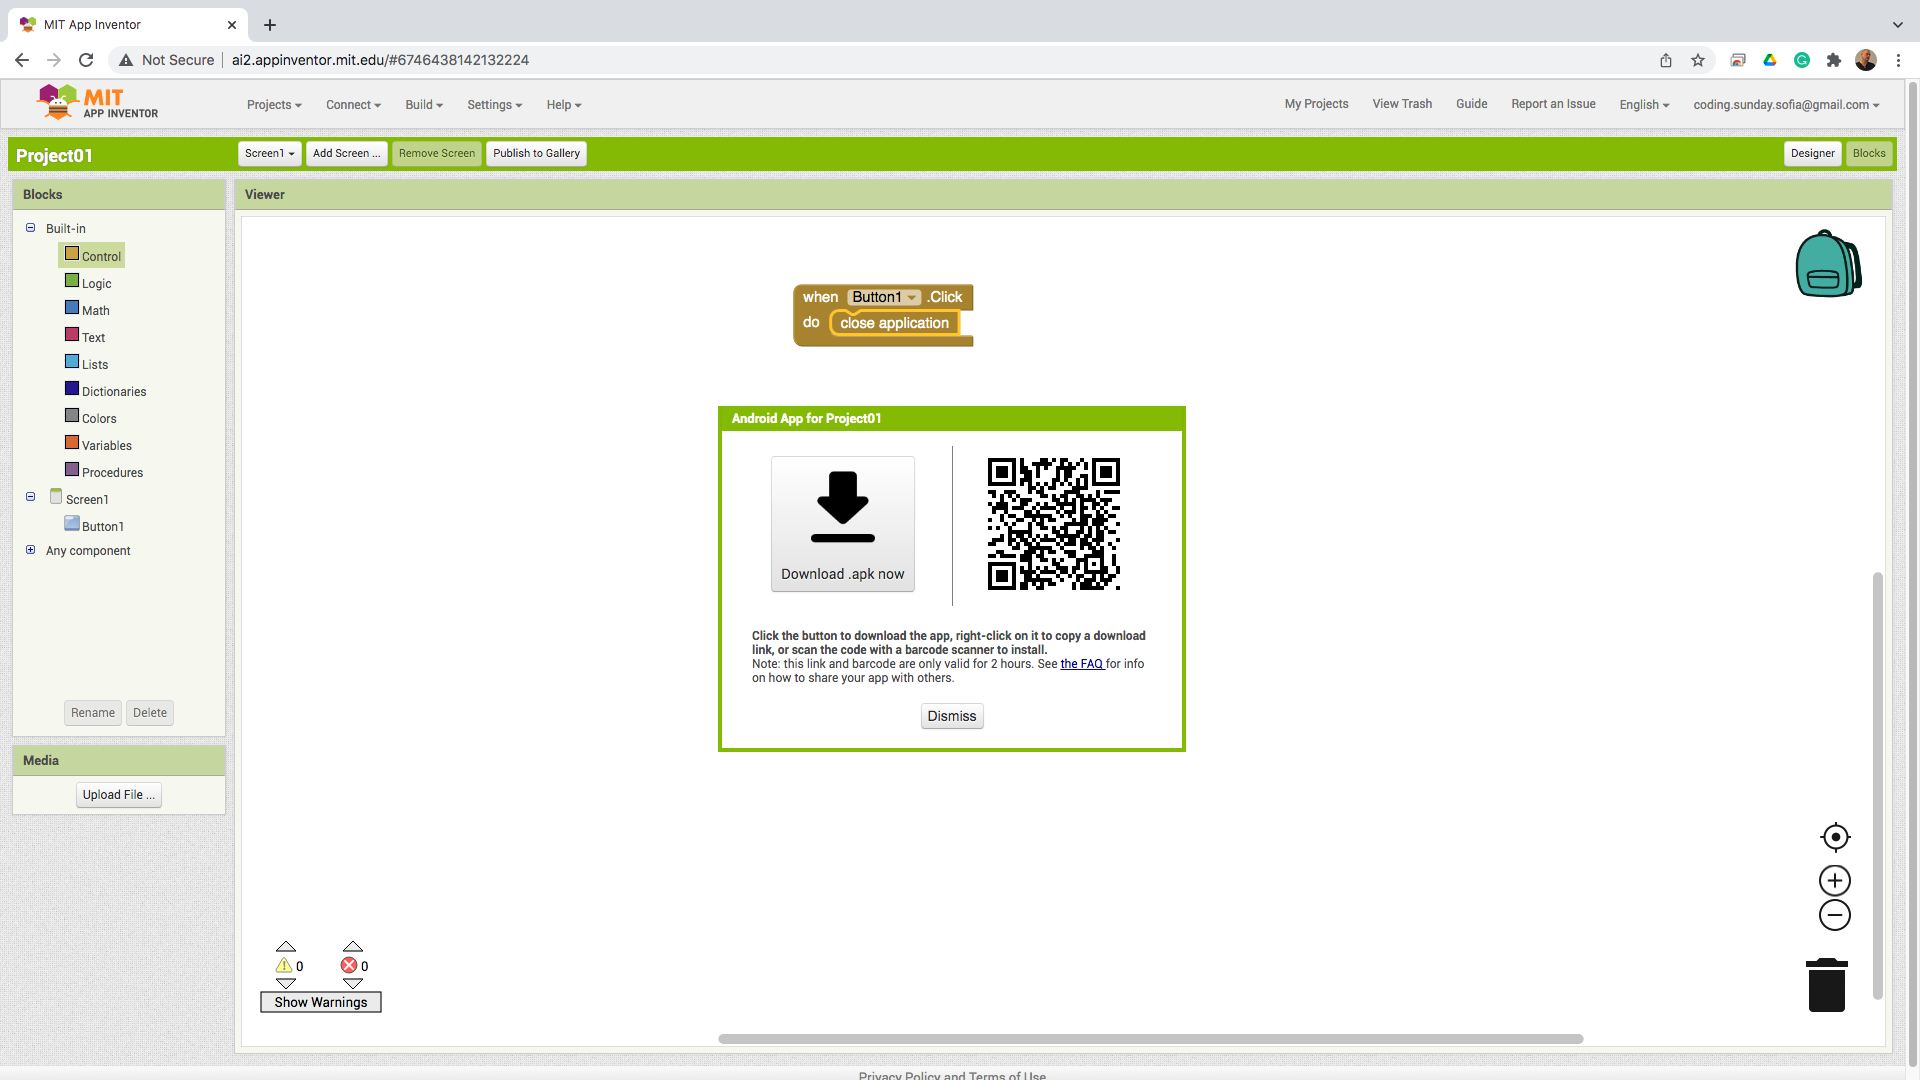 MIT App Inventor
Not Secure
ai2.appinventor.mit.edu/#6746438142132224
MIT
APP INVENTOR
Projects
Connect
Build
Settings
Help
My Projects
View Trash
Guide
Report an Issue
English
coding.sunday.sofia@gmail.com
Project01
Screen1
Add Screen ...
Remove Screen
Publish to Gallery
Designer
Blocks
Blocks
Built-in
Control
Logic
Math
Text
Lists
Dictionaries
Colors
Variables
Procedures
Screen1
Button1
Any component
Rename
Delete
Media
Upload File ...
Viewer
when Button1 .Click
do close application
Android App for Project01
Download .apk now
Click the button to download the app, right-click on it to copy a download
link, or scan the code with a barcode scanner to install.
Note: this link and barcode are only valid for 2 hours. See the FAQ for info
on how to share your app with others.
Dismiss
0
0
Show Warnings
Privacy Policy and Terms of Use